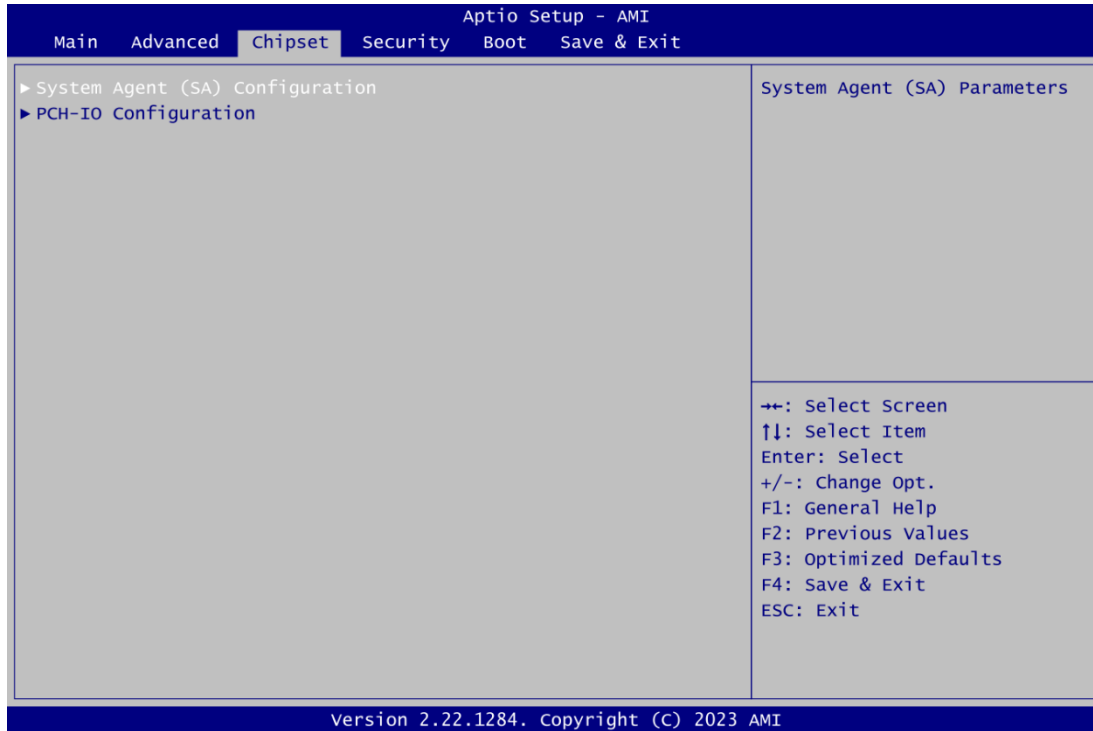 Aptio Setup - AMI
Main Advanced Chipset Security Boot Save & Exit
▶ System Agent (SA) Configuration
▶ PCH-IO Configuration
System Agent (SA) Parameters
→←: Select Screen
↑↓: Select Item
Enter: Select
+/-: Change Opt.
F1: General Help
F2: Previous Values
F3: Optimized Defaults
F4: Save & Exit
ESC: Exit
Version 2.22.1284. Copyright (C) 2023 AMI